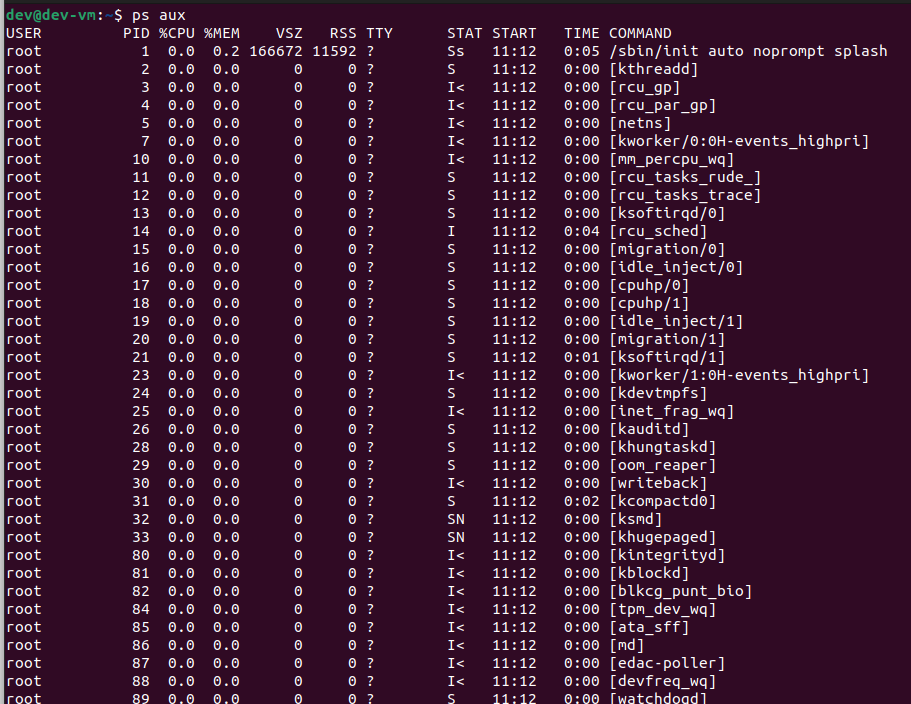 dev@dev-vm:~$ ps aux
USER         PID %CPU %MEM    VSZ   RSS TTY      STAT START   TIME COMMAND
root           1  0.0  0.2 166672 11592 ?        Ss   11:12   0:05 /sbin/init auto noprompt splash
root           2  0.0  0.0      0     0 ?        S    11:12   0:00 [kthreadd]
root           3  0.0  0.0      0     0 ?        I<   11:12   0:00 [rcu_gp]
root           4  0.0  0.0      0     0 ?        I<   11:12   0:00 [rcu_par_gp]
root           5  0.0  0.0      0     0 ?        I<   11:12   0:00 [netns]
root           7  0.0  0.0      0     0 ?        I<   11:12   0:00 [kworker/0:0H-events_highpri]
root          10  0.0  0.0      0     0 ?        I<   11:12   0:00 [mm_percpu_wq]
root          11  0.0  0.0      0     0 ?        S    11:12   0:00 [rcu_tasks_rude_]
root          12  0.0  0.0      0     0 ?        S    11:12   0:00 [rcu_tasks_trace]
root          13  0.0  0.0      0     0 ?        S    11:12   0:00 [ksoftirqd/0]
root          14  0.0  0.0      0     0 ?        I    11:12   0:04 [rcu_sched]
root          15  0.0  0.0      0     0 ?        S    11:12   0:00 [migration/0]
root          16  0.0  0.0      0     0 ?        S    11:12   0:00 [idle_inject/0]
root          17  0.0  0.0      0     0 ?        S    11:12   0:00 [cpuhp/0]
root          18  0.0  0.0      0     0 ?        S    11:12   0:00 [cpuhp/1]
root          19  0.0  0.0      0     0 ?        S    11:12   0:00 [idle_inject/1]
root          20  0.0  0.0      0     0 ?        S    11:12   0:00 [migration/1]
root          21  0.0  0.0      0     0 ?        S    11:12   0:01 [ksoftirqd/1]
root          23  0.0  0.0      0     0 ?        I<   11:12   0:00 [kworker/1:0H-events_highpri]
root          24  0.0  0.0      0     0 ?        S    11:12   0:00 [kdevtmpfs]
root          25  0.0  0.0      0     0 ?        I<   11:12   0:00 [inet_frag_wq]
root          26  0.0  0.0      0     0 ?        S    11:12   0:00 [kauditd]
root          28  0.0  0.0      0     0 ?        S    11:12   0:00 [khungtaskd]
root          29  0.0  0.0      0     0 ?        S    11:12   0:00 [oom_reaper]
root          30  0.0  0.0      0     0 ?        I<   11:12   0:00 [writeback]
root          31  0.0  0.0      0     0 ?        S    11:12   0:02 [kcompactd0]
root          32  0.0  0.0      0     0 ?        SN   11:12   0:00 [ksmd]
root          33  0.0  0.0      0     0 ?        SN   11:12   0:00 [khugepaged]
root          80  0.0  0.0      0     0 ?        I<   11:12   0:00 [kintegrityd]
root          81  0.0  0.0      0     0 ?        I<   11:12   0:00 [kblockd]
root          82  0.0  0.0      0     0 ?        I<   11:12   0:00 [blkcg_punt_bio]
root          84  0.0  0.0      0     0 ?        I<   11:12   0:00 [tpm_dev_wq]
root          85  0.0  0.0      0     0 ?        I<   11:12   0:00 [ata_sff]
root          86  0.0  0.0      0     0 ?        I<   11:12   0:00 [md]
root          87  0.0  0.0      0     0 ?        I<   11:12   0:00 [edac-poller]
root          88  0.0  0.0      0     0 ?        I<   11:12   0:00 [devfreq_wq]
root          89  0.0  0.0      0     0 ?        S    11:12   0:00 [watchdogd]